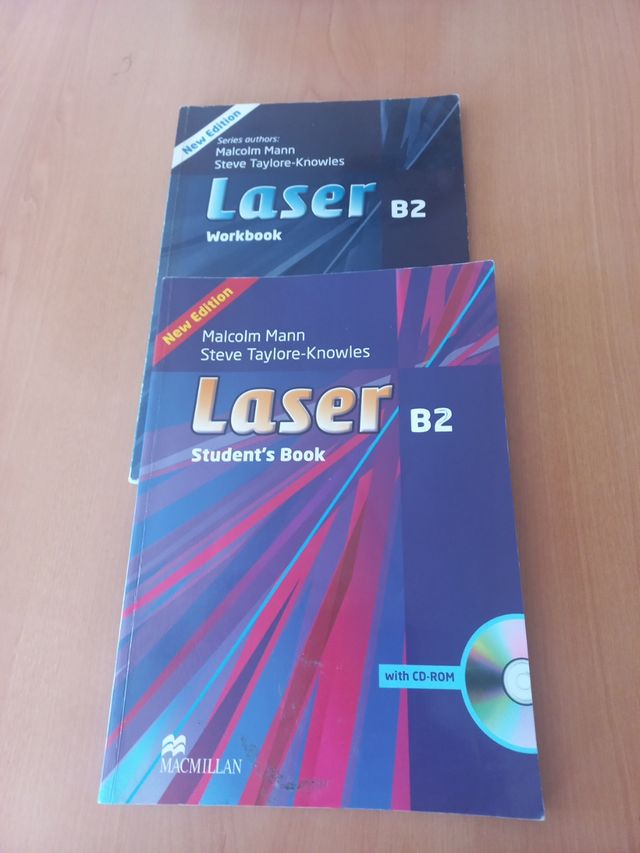 New Edition
Series authors:
Malcolm Mann
Steve Taylore-Knowles
Laser B2
Workbook
New Edition
Malcolm Mann
Steve Taylore-Knowles
Laser B2
Student's Book
with CD-ROM
MACMILLAN